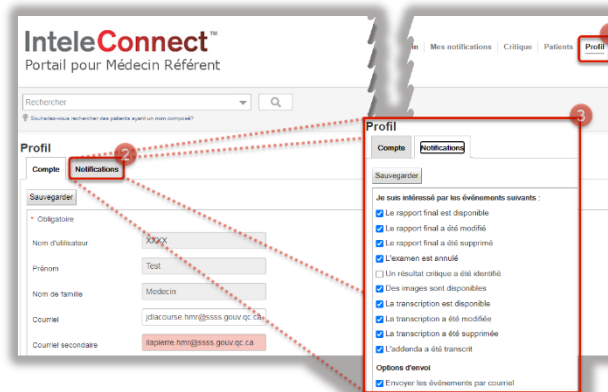 InteleConnect™
Portail pour Médecin Référent
Mes notifications
Critique
Patients
Profil
1
Rechercher
Souhaitez-vous rechercher des patients ayant un nom composé?
Profil
Compte
Notifications
2
Sauvegarder
* Obligatoire
Nom d'utilisateur
XXXX
Prénom
Test
Nom de famille
Medecin
Courriel
jdlacourse.hmr@ssss.gouv.qc.ca
Courriel secondaire
llapierre.hmr@ssss.gouv.qc.ca
3
Profil
Compte
Notifications
Sauvegarder
Je suis intéressé par les événements suivants :
Le rapport final est disponible
Le rapport final a été modifié
Le rapport final a été supprimé
L'examen est annulé
Un résultat critique a été identifié
Des images sont disponibles
La transcription est disponible
La transcription a été modifiée
La transcription a été supprimée
L'addenda a été transcrit
Options d'envoi
Envoyer les événements par courriel